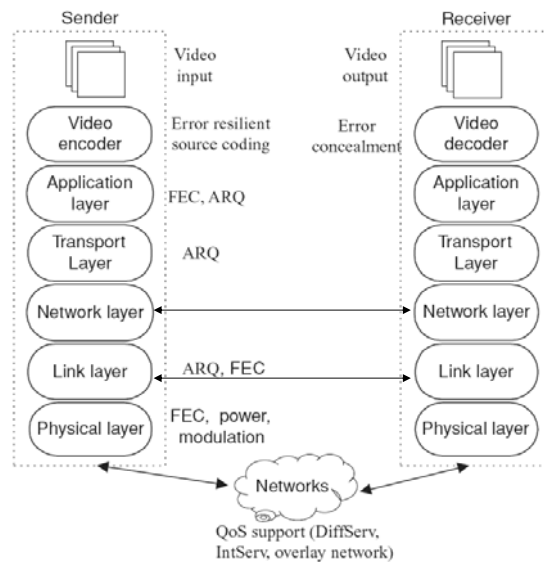 Sender
Receiver
Video
input
Video
output
Video
encoder
Error resilient
source coding
Error
concealment
Video
decoder
Application
layer
FEC, ARQ
Application
layer
Transport
Layer
ARQ
Transport
Layer
Network layer
Network layer
Link layer
ARQ, FEC
Link layer
Physical layer
FEC, power,
modulation
Physical layer
Networks
QoS support (DiffServ,
IntServ, overlay network)